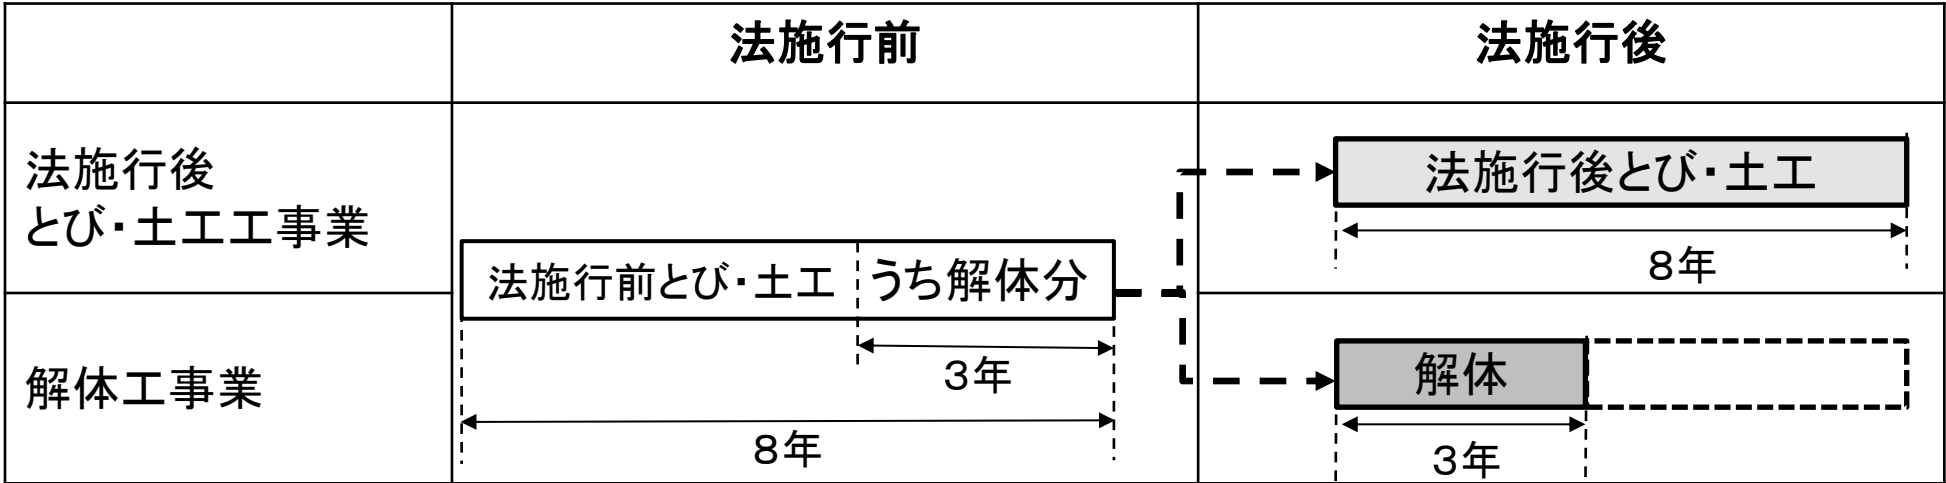 法施行前
法施行後
法施行後
とび・土工工事業
法施行前とび・土工
うち解体分
3年
8年
法施行後とび・土工
8年
解体工事業
解体
3年